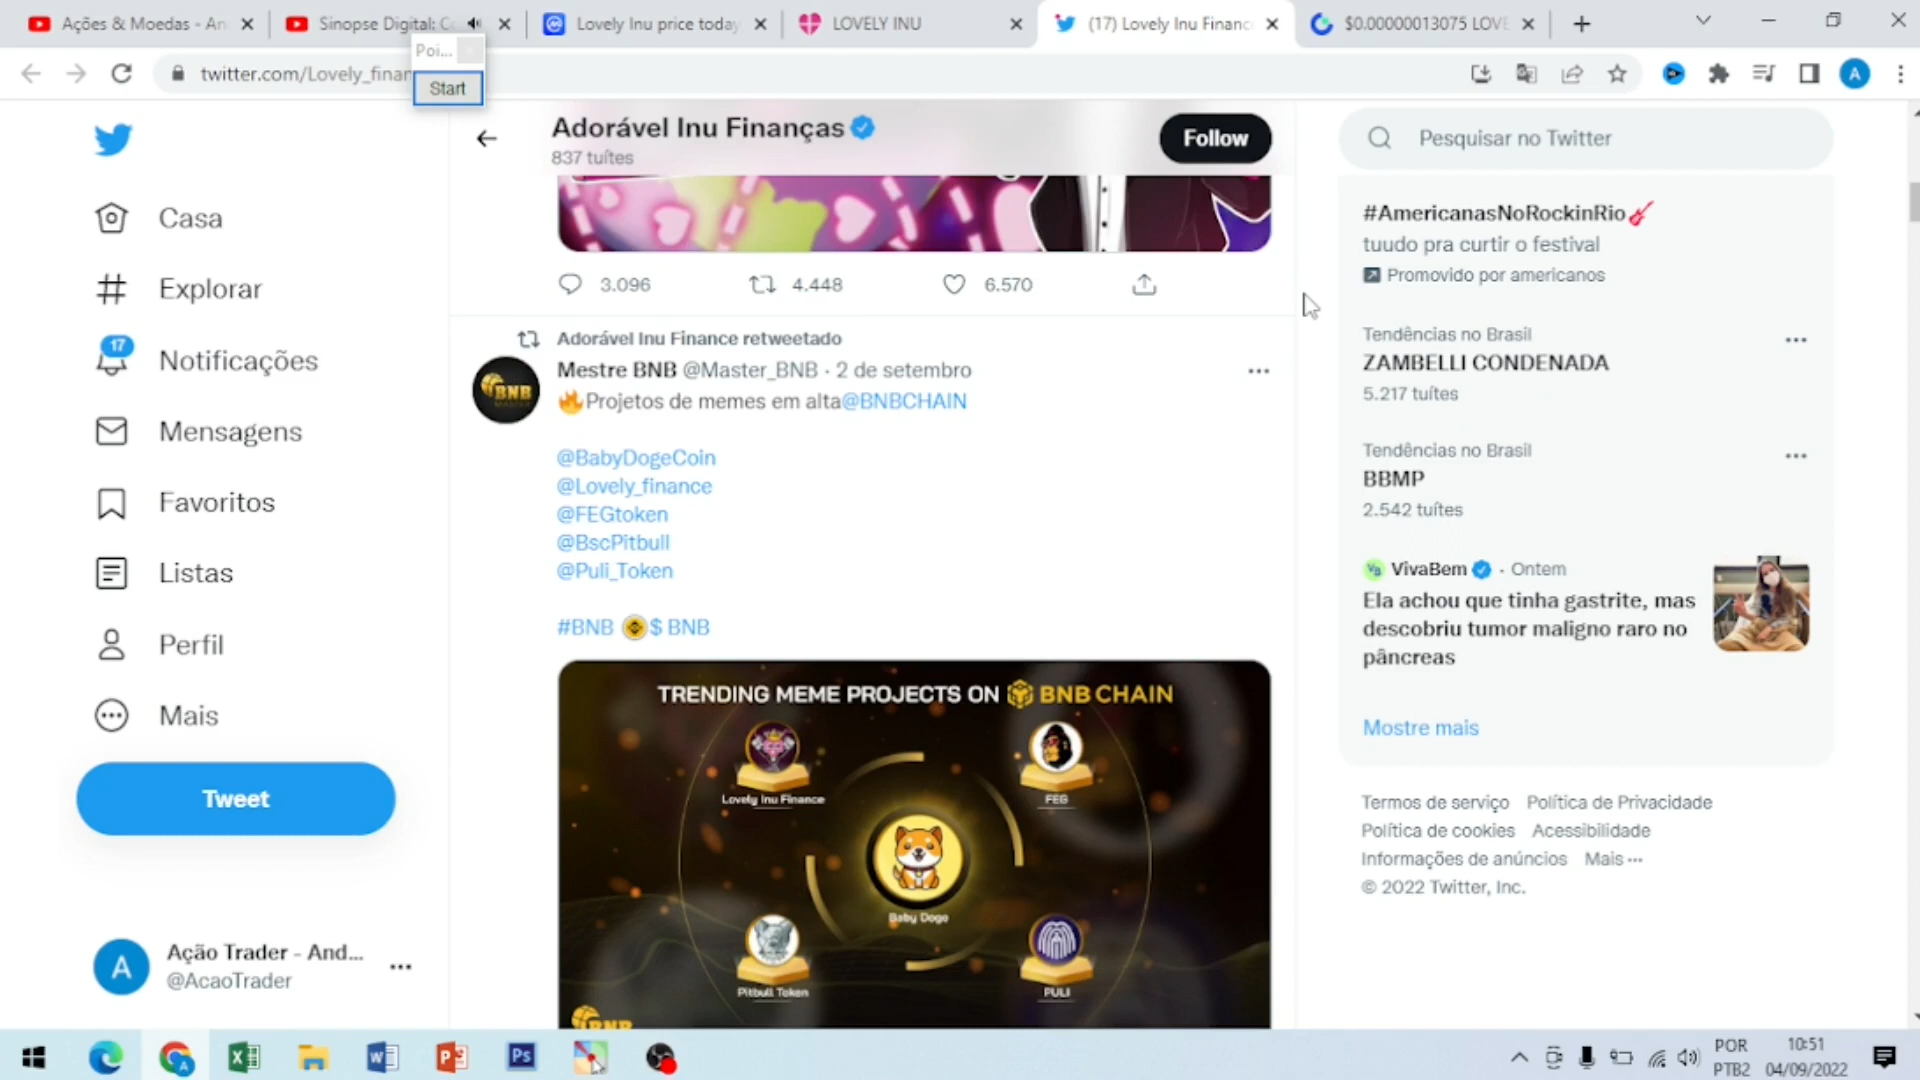 Ações & Moedas - An
Sinopse Digital: Co
Lovely Inu price today
LOVELY INU
(17) Lovely Inu Financ
$0.00000013075 LOVE
Poi...
Start
twitter.com/Lovely_finan
A
Adorável Inu Finanças
837 tuítes
Follow
Pesquisar no Twitter
Casa
Explorar
17
Notificações
Mensagens
Favoritos
Listas
Perfil
Mais
Tweet
Ação Trader - And...
@AcaoTrader
A
3.096
4.448
6.570
Adorável Inu Finance retweetado
Mestre BNB @Master_BNB · 2 de setembro
🔥Projetos de memes em alta@BNBCHAIN
@BabyDogeCoin
@Lovely_finance
@FEGtoken
@BscPitbull
@Puli_Token
#BNB $ BNB
BNB
MASTER
TRENDING MEME PROJECTS ON BNB CHAIN
Lovely Inu Finance
FEG
Baby Doge
Pitbull Token
PULI
BNB
#AmericanasNoRockinRio🎸
tuudo pra curtir o festival
Promovido por americanos
Tendências no Brasil
ZAMBELLI CONDENADA
5.217 tuítes
Tendências no Brasil
BBMP
2.542 tuítes
VivaBem · Ontem
Ela achou que tinha gastrite, mas
descobriu tumor maligno raro no
pâncreas
Mostre mais
Termos de serviço Política de Privacidade
Política de cookies Acessibilidade
Informações de anúncios Mais ···
© 2022 Twitter, Inc.
POR
PTB2
10:51
04/09/2022